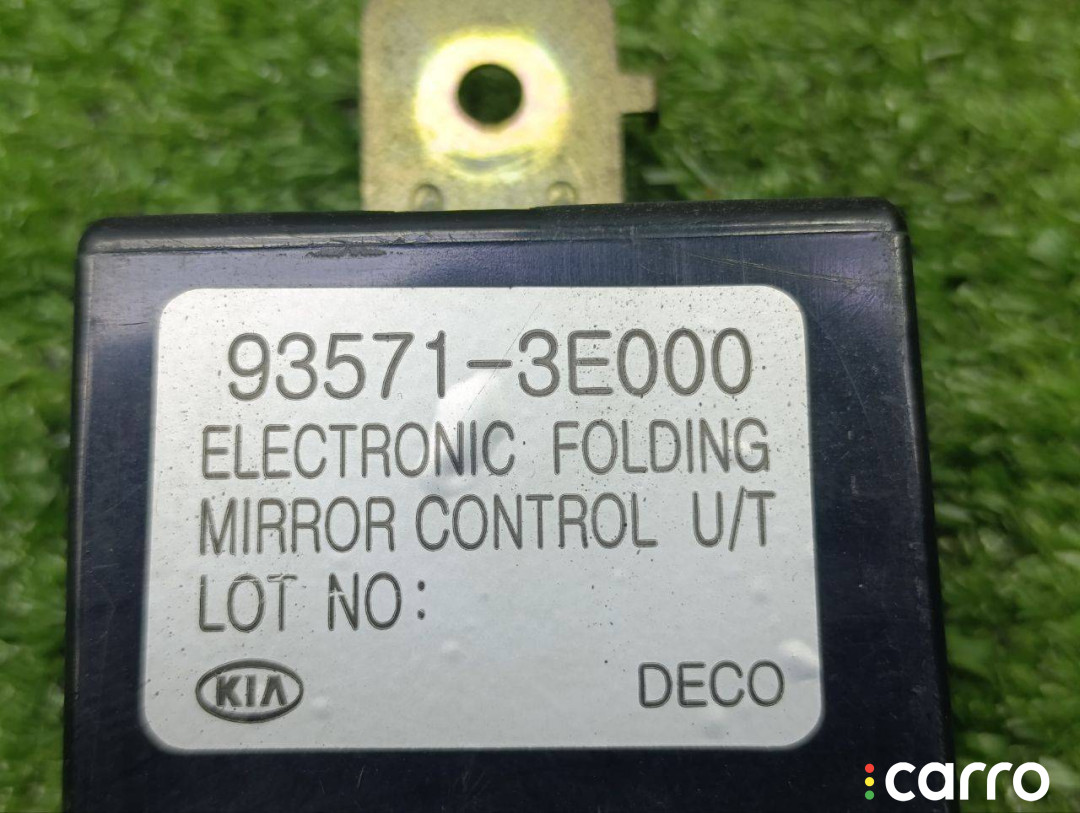 93571-3E000
ELECTRONIC FOLDING
MIRROR CONTROL U/T
LOT NO:
KIA DECO
carro